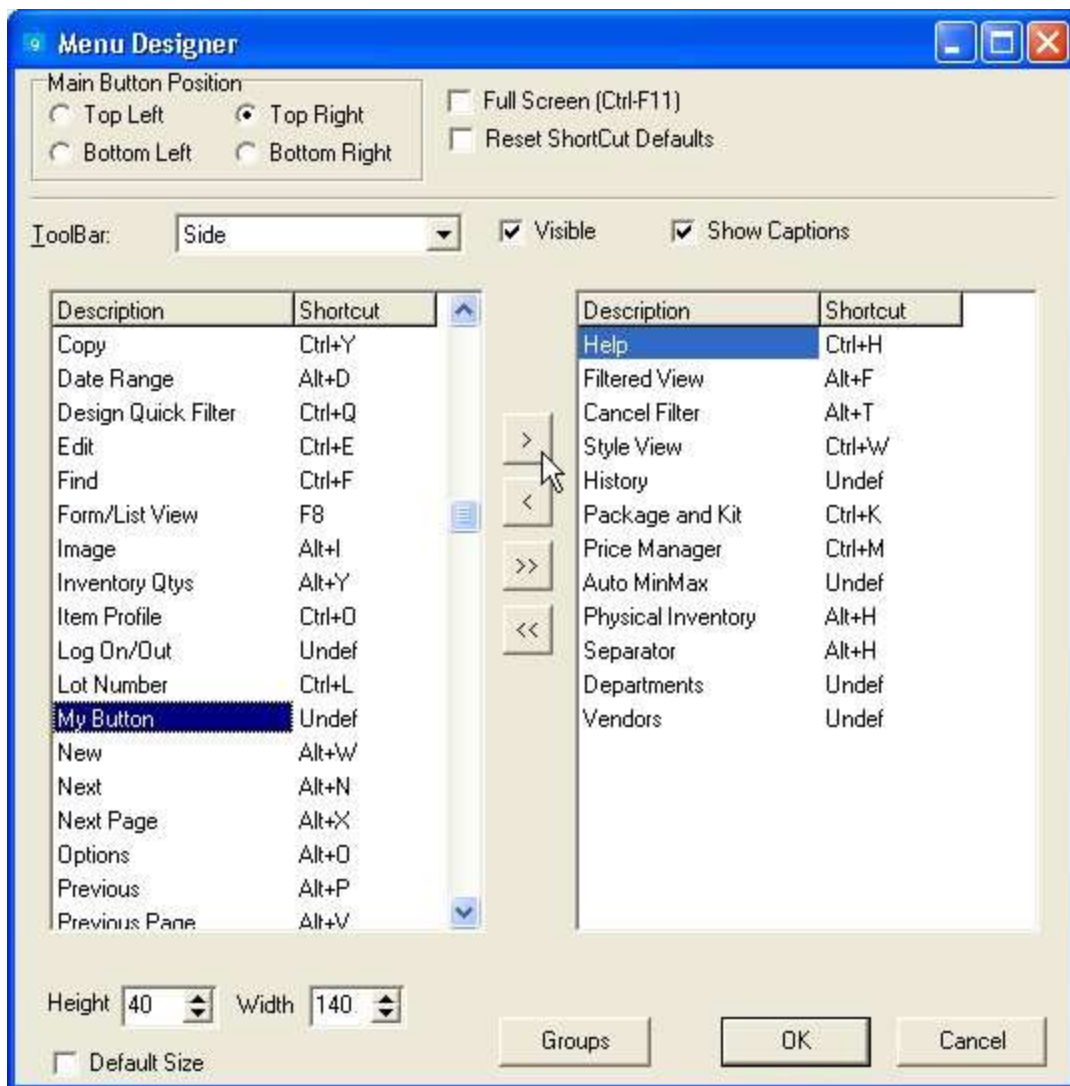 9 Menu Designer
Main Button Position
Top Left Top Right
Bottom Left Bottom Right
Full Screen (Ctrl-F11)
Reset ShortCut Defaults
ToolBar: Side Visible Show Captions
Description Shortcut
Copy Ctrl+Y
Date Range Alt+D
Design Quick Filter Ctrl+Q
Edit Ctrl+E
Find Ctrl+F
Form/List View F8
Image Alt+I
Inventory Qtys Alt+Y
Item Profile Ctrl+O
Log On/Out Undef
Lot Number Ctrl+L
My Button Undef
New Alt+W
Next Alt+N
Next Page Alt+X
Options Alt+O
Previous Alt+P
Previous Page Alt+V
>
<
>>
<<
Description Shortcut
Help Ctrl+H
Filtered View Alt+F
Cancel Filter Alt+T
Style View Ctrl+W
History Undef
Package and Kit Ctrl+K
Price Manager Ctrl+M
Auto MinMax Undef
Physical Inventory Alt+H
Separator Alt+H
Departments Undef
Vendors Undef
Height 40 Width 140
Default Size
Groups OK Cancel